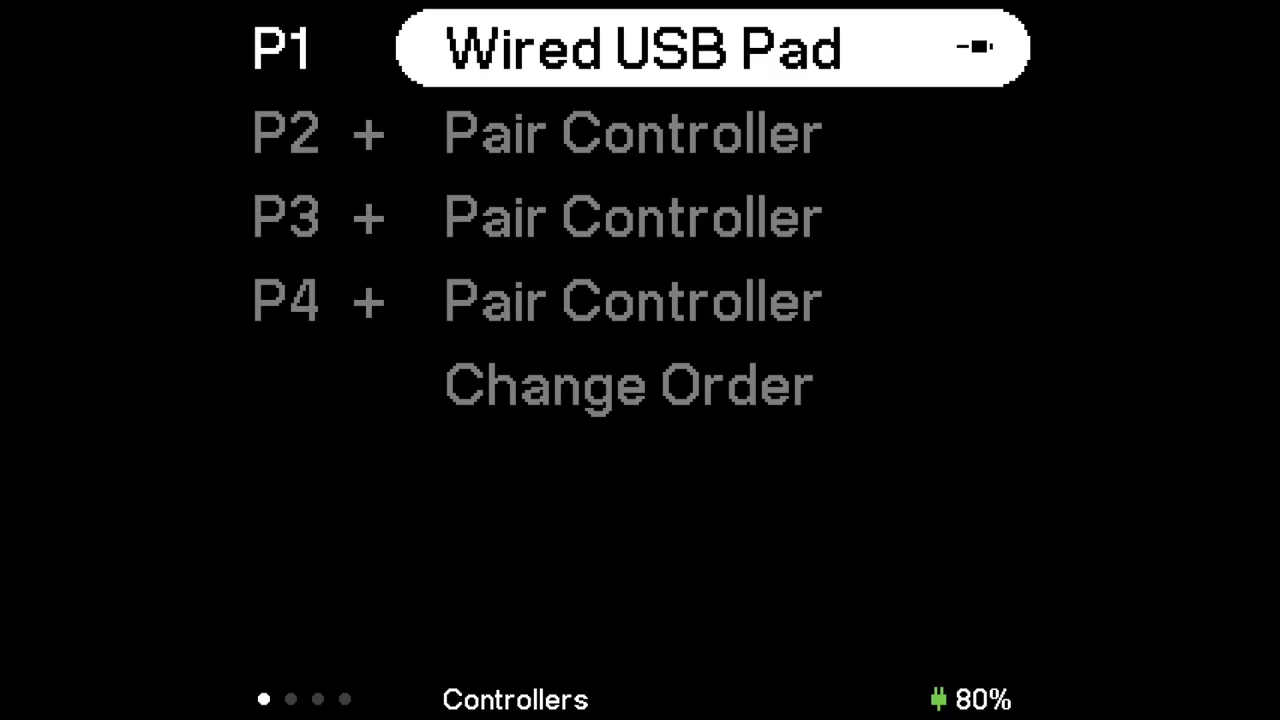 P1 Wired USB Pad
P2 + Pair Controller
P3 + Pair Controller
P4 + Pair Controller
Change Order
Controllers 80%